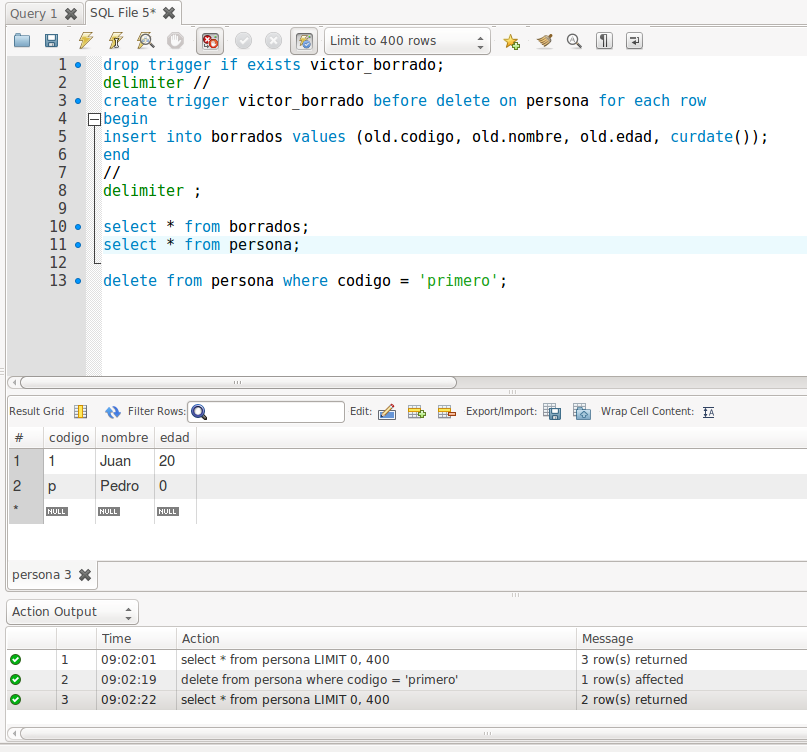 Query 1 SQL File 5*
Limit to 400 rows
1 drop trigger if exists victor_borrado;
2 delimiter //
3 create trigger victor_borrado before delete on persona for each row
4 begin
5 insert into borrados values (old.codigo, old.nombre, old.edad, curdate());
6 end
7 //
8 delimiter ;
9
10 select * from borrados;
11 select * from persona;
12
13 delete from persona where codigo = 'primero';
Result Grid Filter Rows: Edit: Export/Import: Wrap Cell Content: IA
# codigo nombre edad
1 1 Juan 20
2 p Pedro 0
* NULL NULL NULL
persona 3
Action Output
Time Action Message
1 09:02:01 select * from persona LIMIT 0, 400 3 row(s) returned
2 09:02:19 delete from persona where codigo = 'primero' 1 row(s) affected
3 09:02:22 select * from persona LIMIT 0, 400 2 row(s) returned